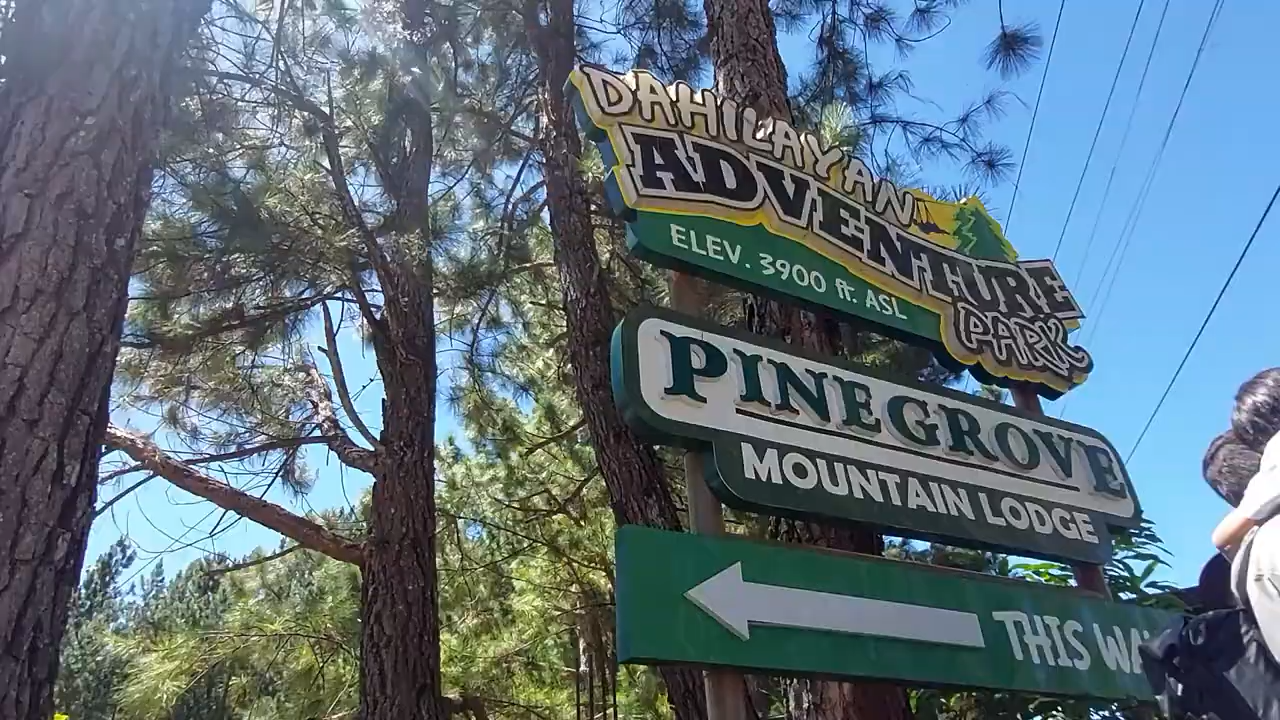 DAHILAYAN
ADVENTURE
PARK
ELEV. 3900 ft. ASL
PINEGROVE
MOUNTAIN LODGE
THIS WA